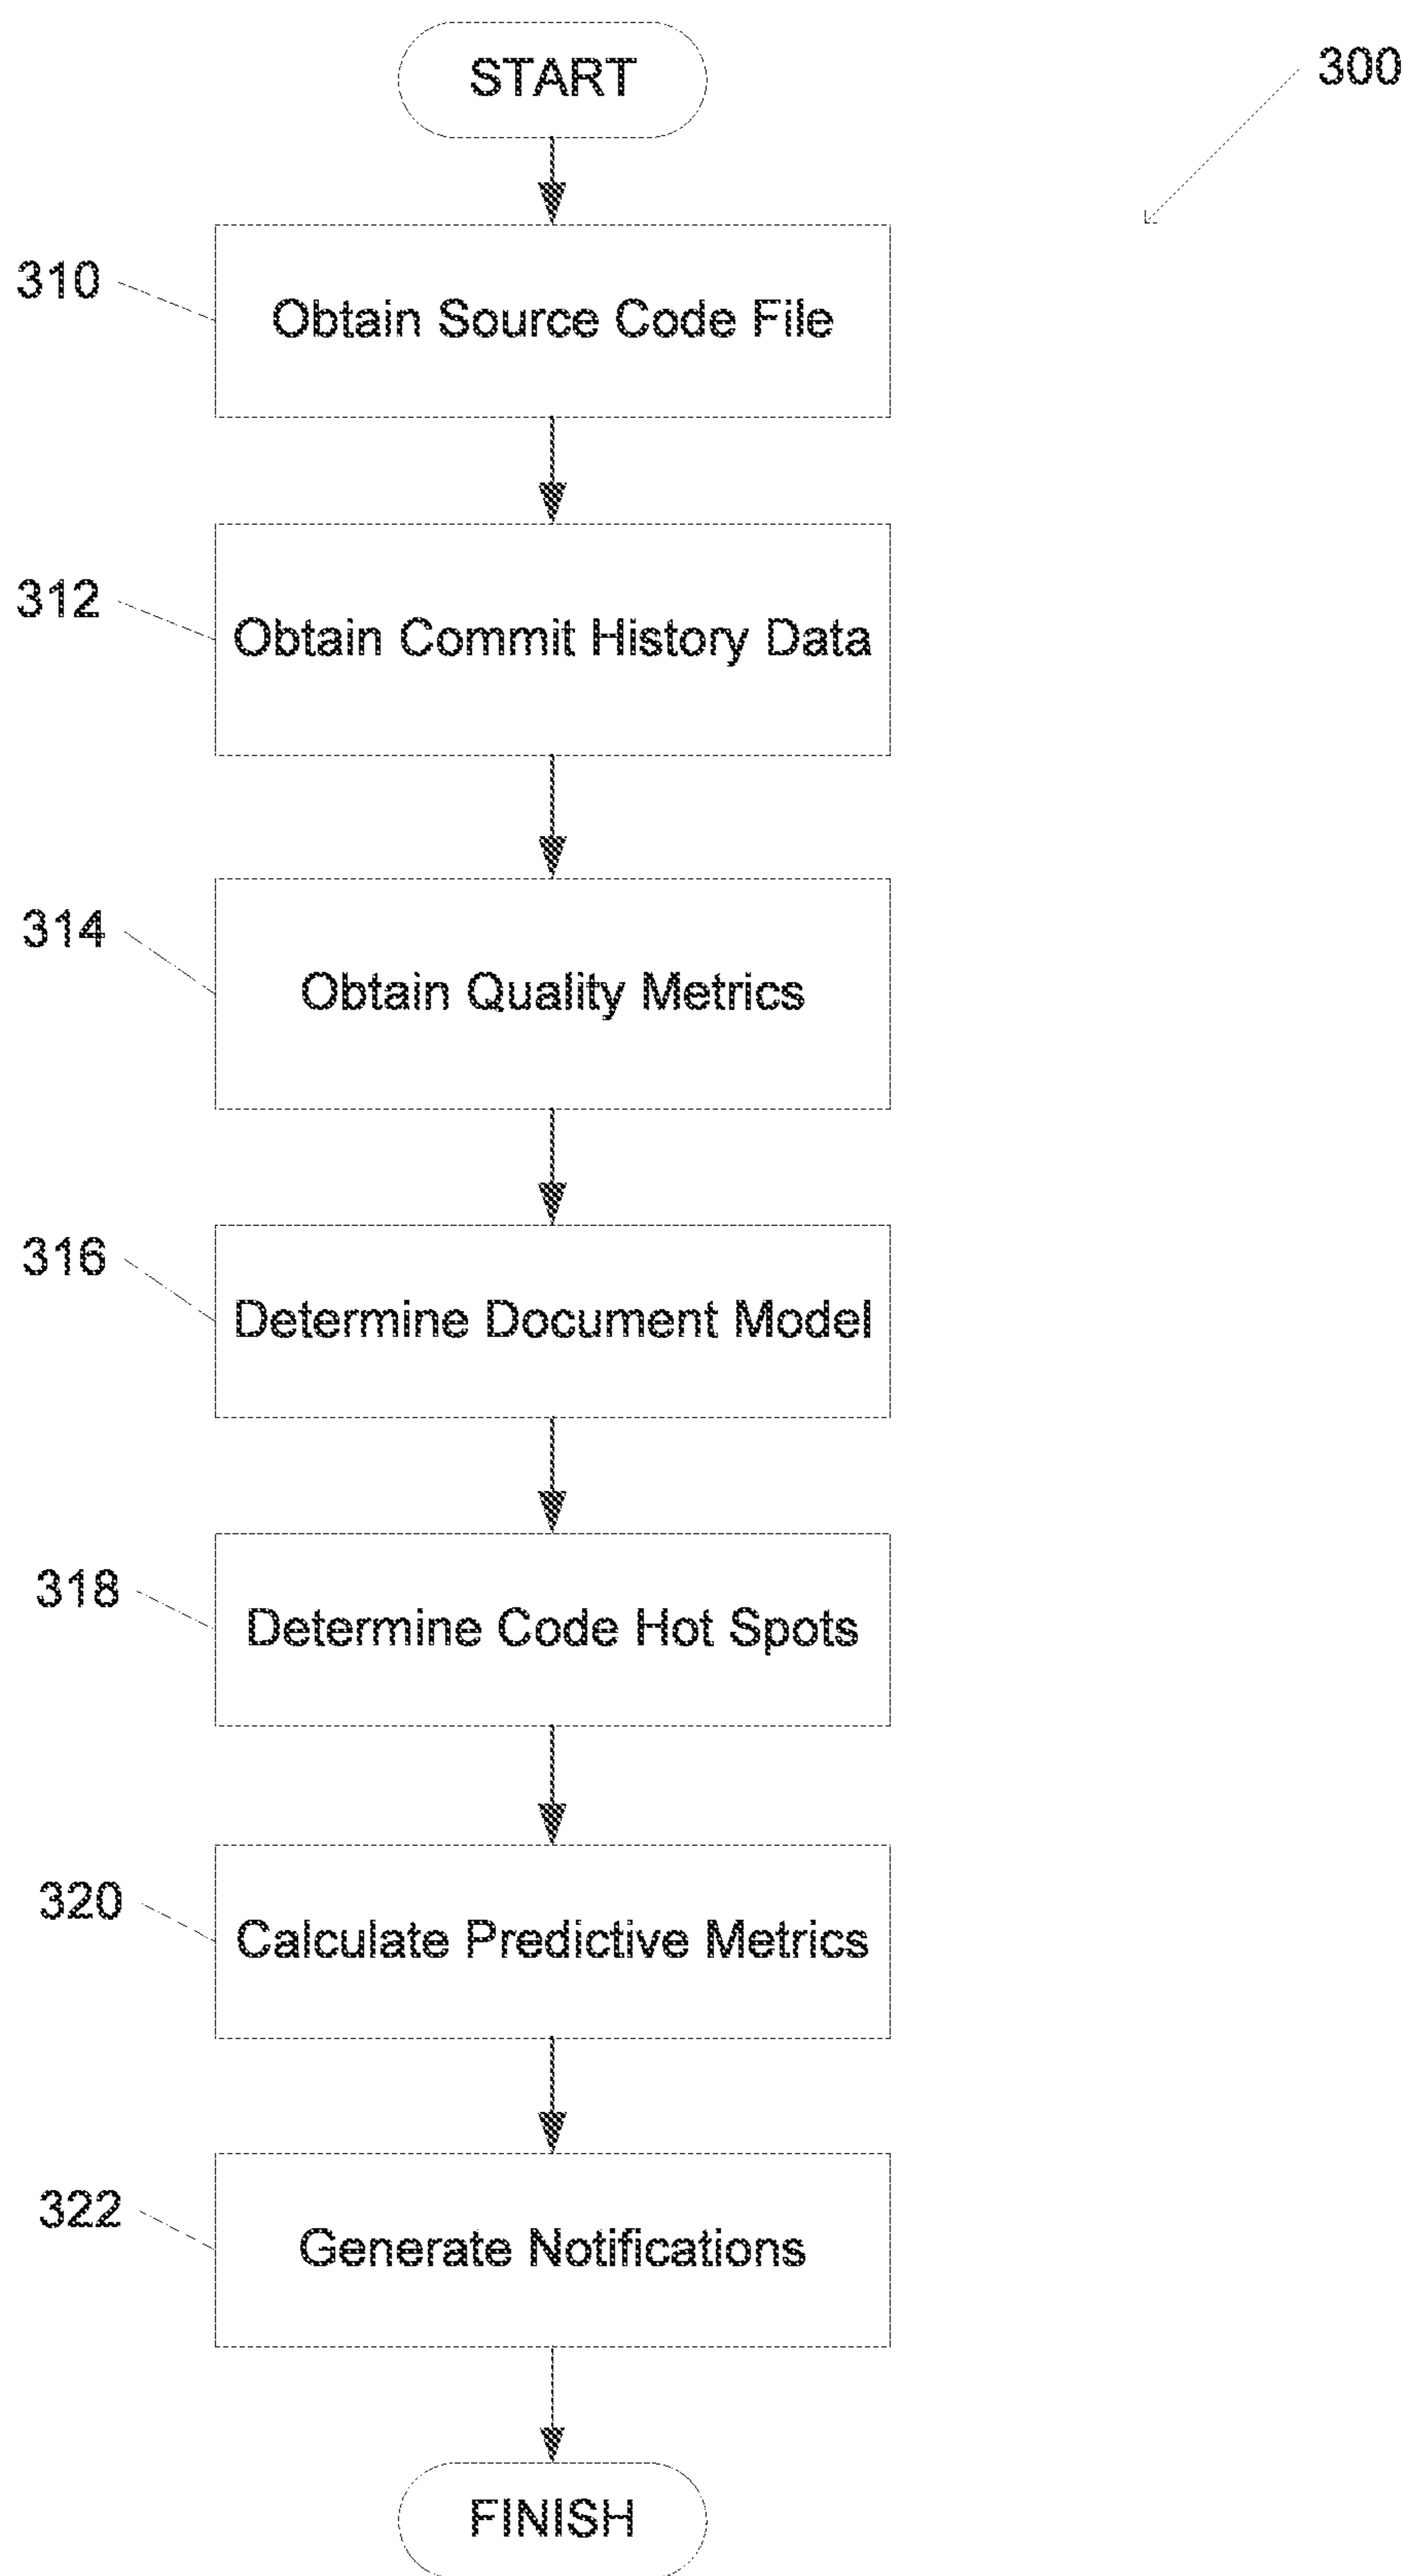 START
300
310
Obtain Source Code File
312
Obtain Commit History Data
314
Obtain Quality Metrics
316
Determine Document Model
318
Determine Code Hot Spots
320
Calculate Predictive Metrics
322
Generate Notifications
FINISH